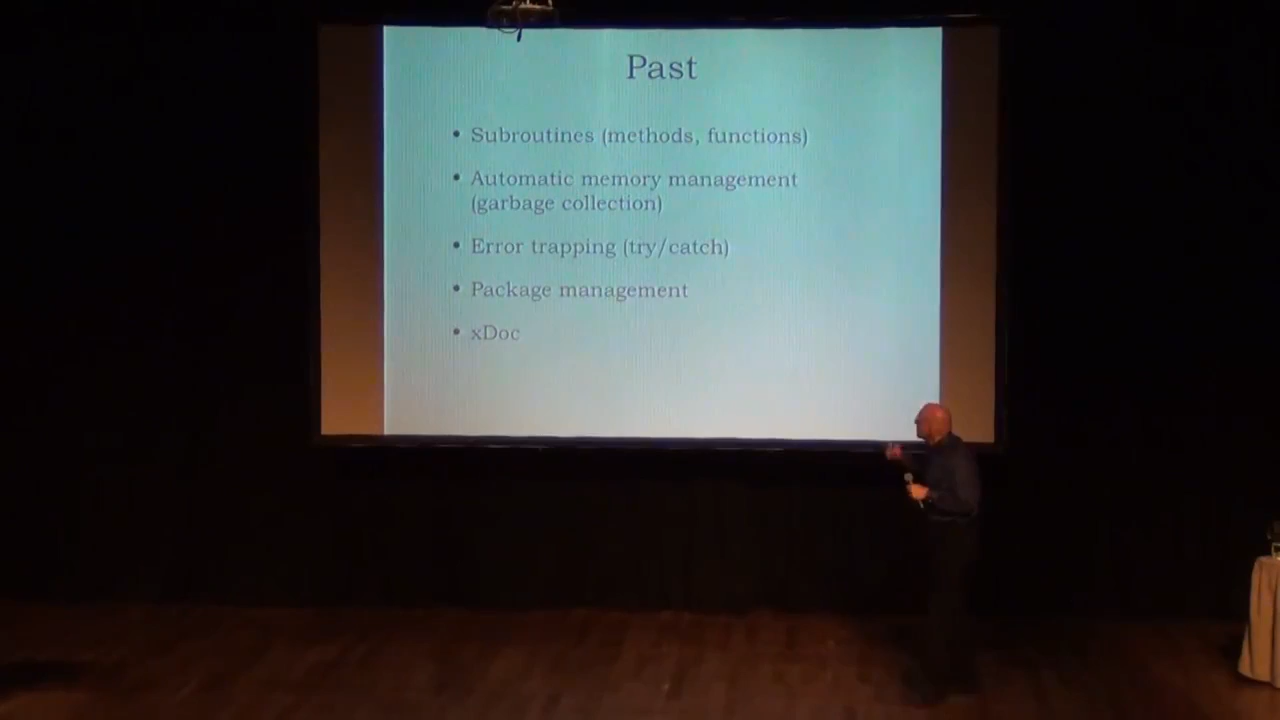 Past
• Subroutines (methods, functions)
• Automatic memory management
(garbage collection)
• Error trapping (try/catch)
• Package management
• xDoc